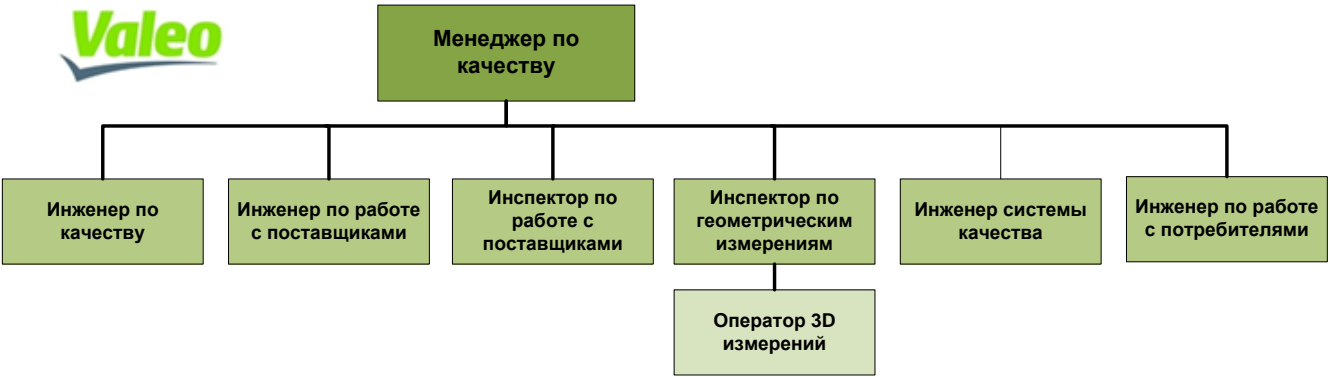 Valeo
Менеджер по
качеству
Инженер по
качеству
Инженер по работе
с поставщиками
Инспектор по
работе с
поставщиками
Инспектор по
геометрическим
измерениям
Инженер системы
качества
Инженер по работе
с потребителями
Оператор 3D
измерений